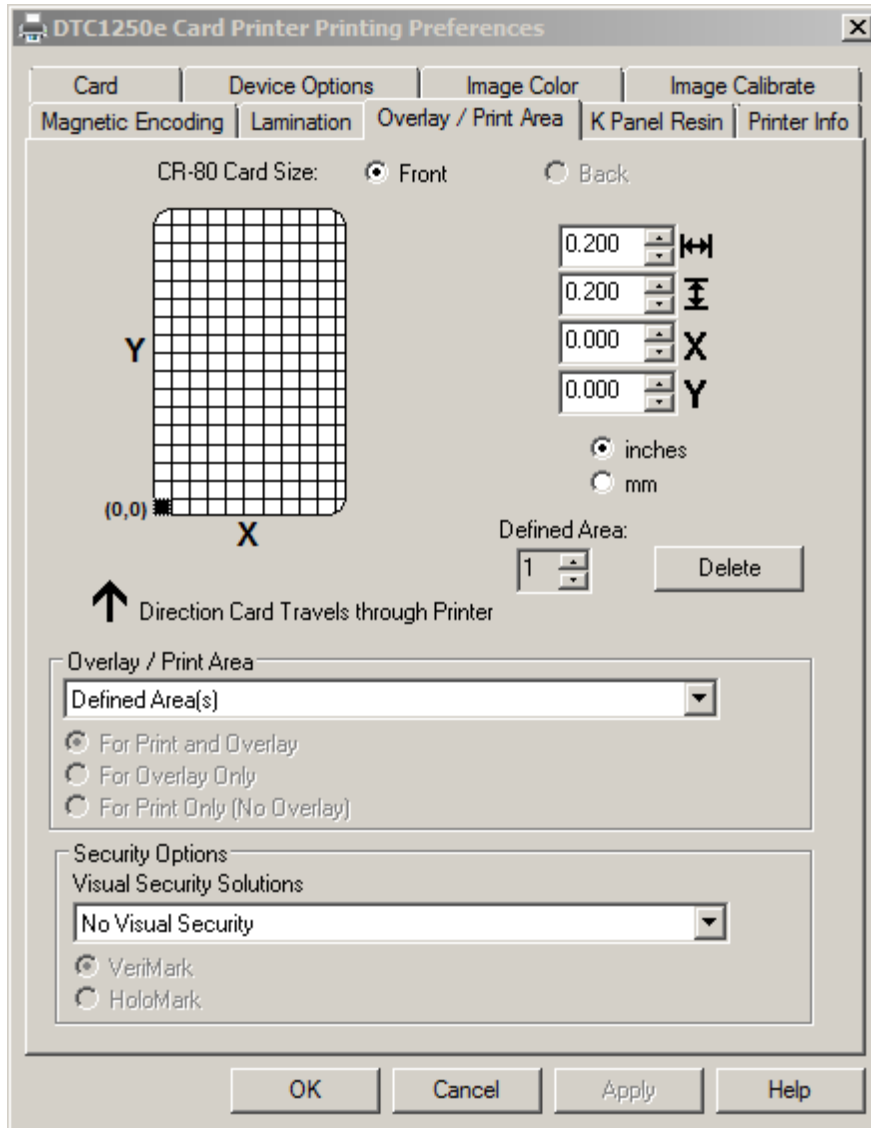 DTC1250e Card Printer Printing Preferences
Card Device Options Image Color Image Calibrate
Magnetic Encoding Lamination Overlay / Print Area K Panel Resin Printer Info
CR-80 Card Size: Front Back
0.200
0.200
0.000 X
Y
0.000 Y
inches
mm
(0,0)
X
Defined Area:
1 Delete
Direction Card Travels through Printer
Overlay / Print Area
Defined Area(s)
For Print and Overlay
For Overlay Only
For Print Only (No Overlay)
Security Options
Visual Security Solutions
No Visual Security
VeriMark
HoloMark
OK Cancel Apply Help